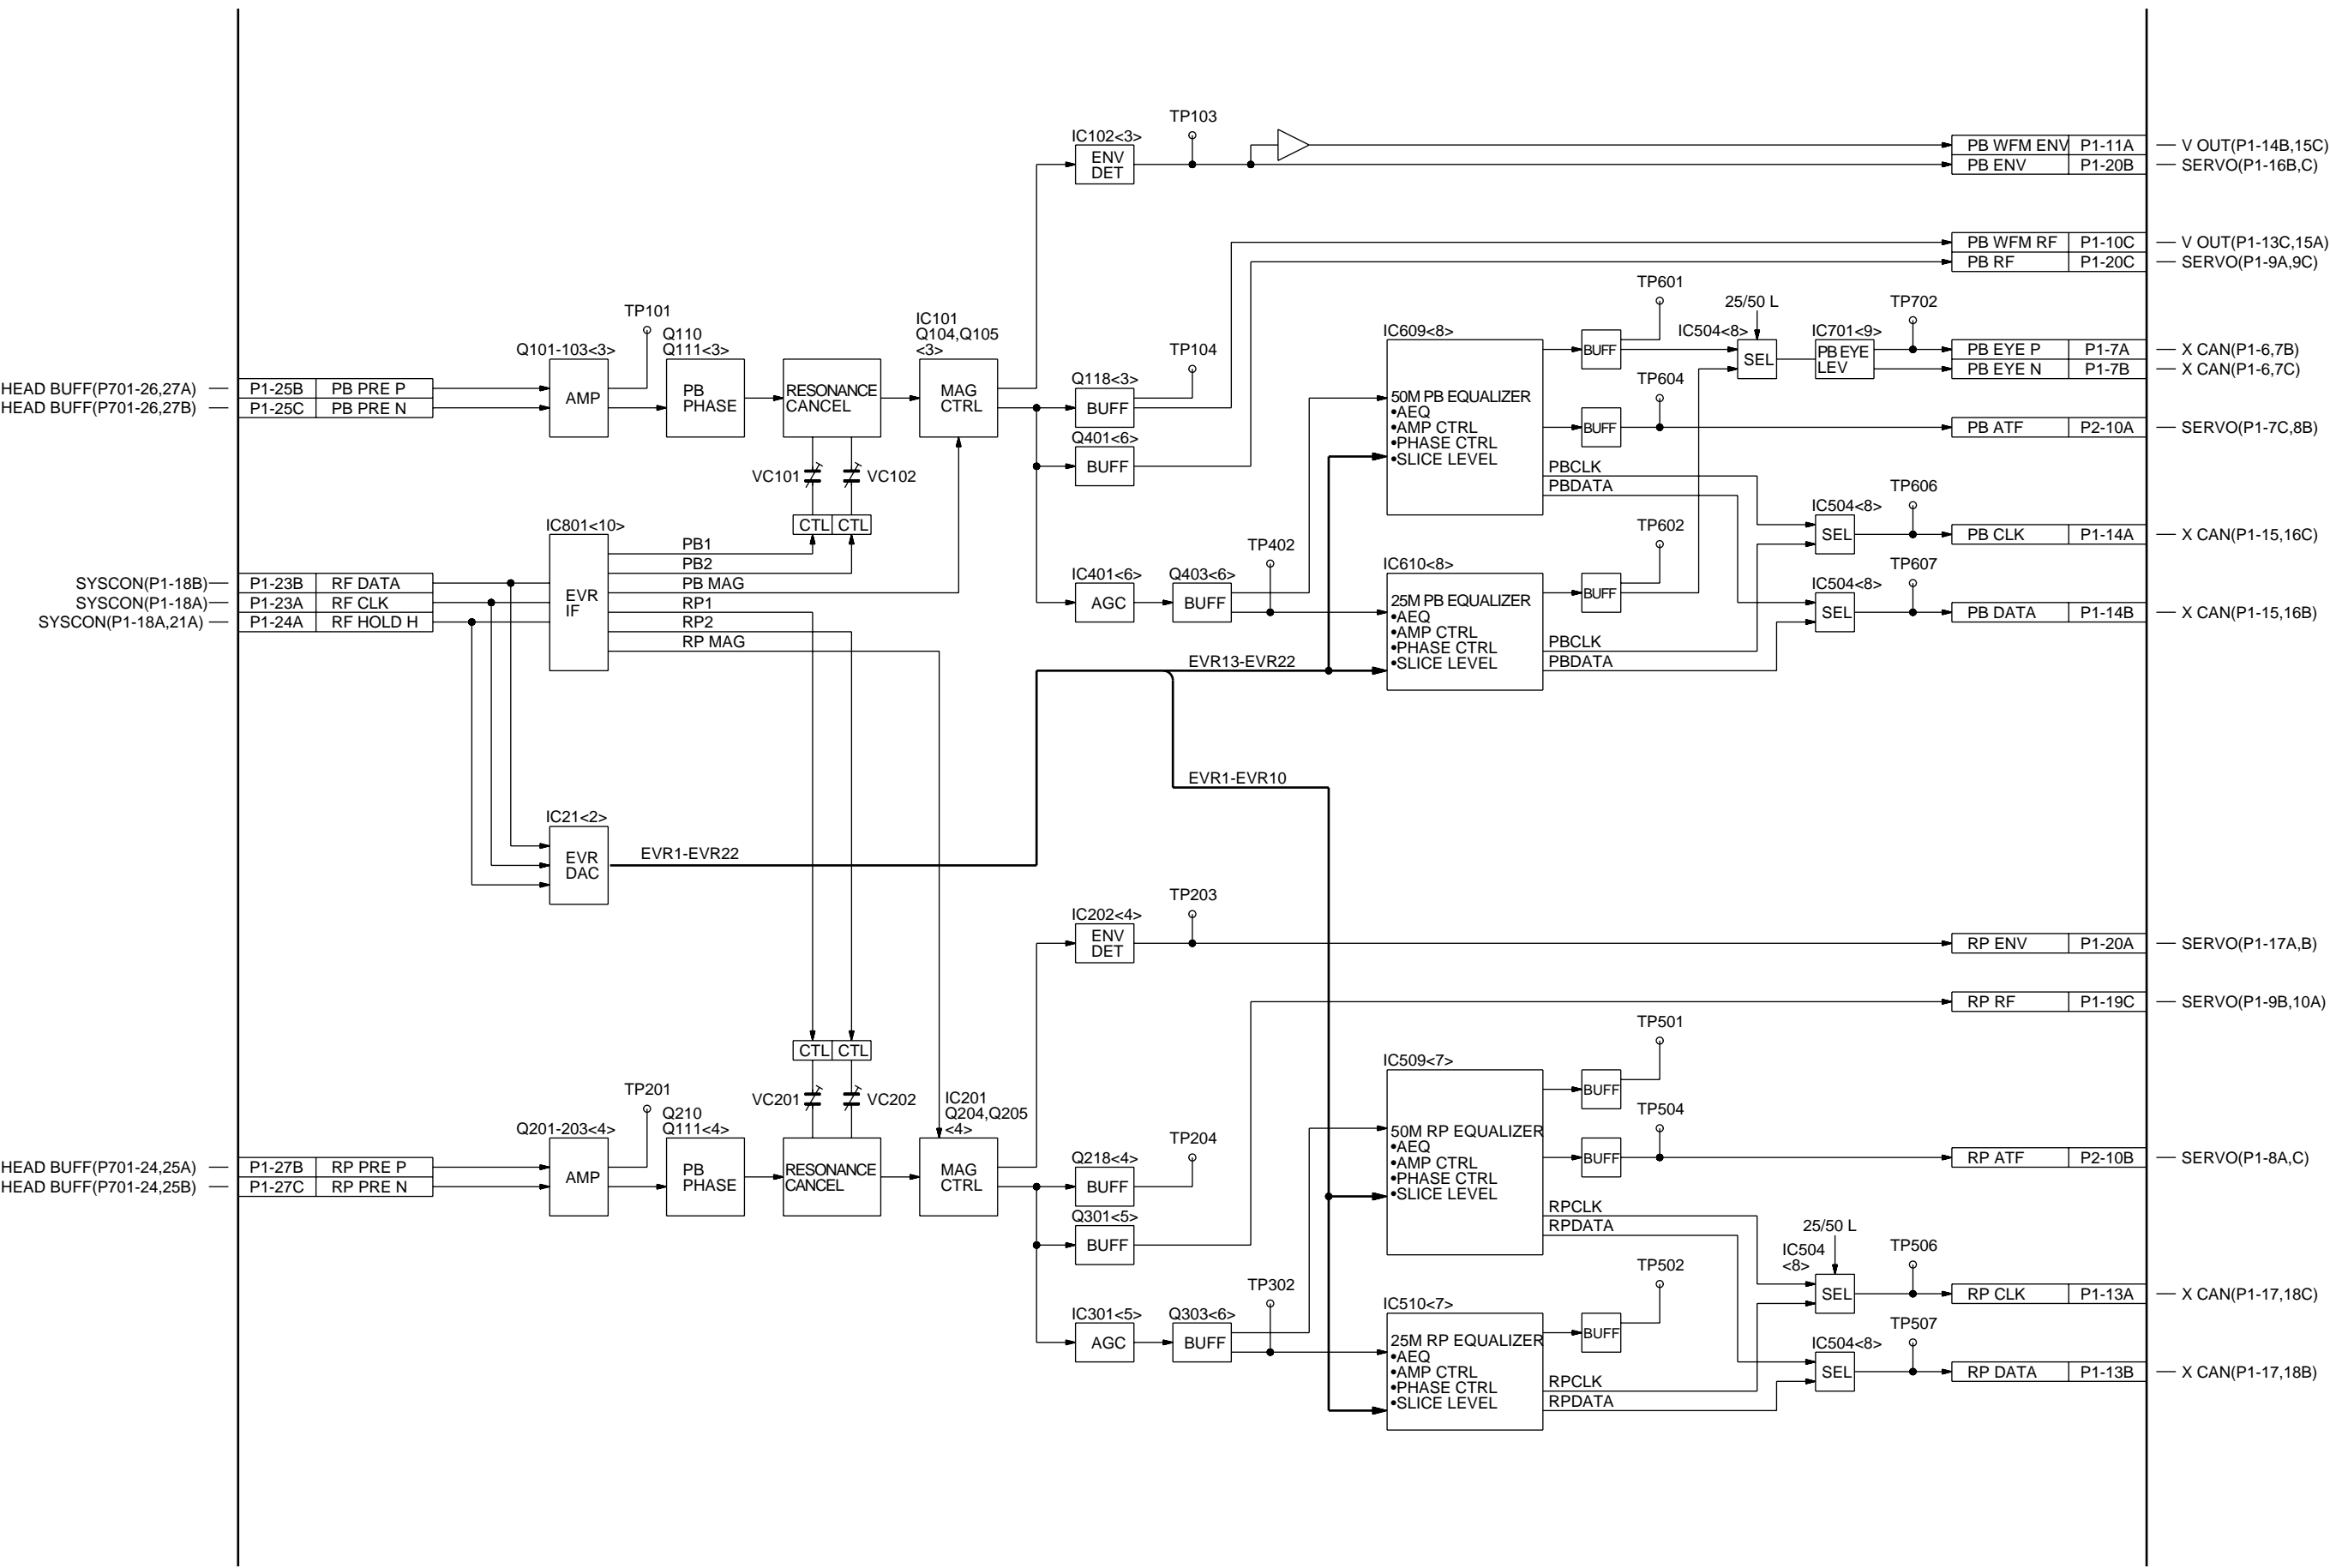 TP103
IC102<3>
ENV
DET
PB WFM ENV P1-11A V OUT(P1-14B,15C)
PB ENV P1-20B SERVO(P1-16B,C)
PB WFM RF P1-10C V OUT(P1-13C,15A)
PB RF P1-20C SERVO(P1-9A,9C)
TP601
25/50 L
TP702
TP101
IC101
Q104,Q105
<3>
Q110
Q111<3>
Q101-103<3>
IC609<8>
IC504<8>
IC701<9>
TP104
HEAD BUFF(P701-26,27A) P1-25B PB PRE P
HEAD BUFF(P701-26,27B) P1-25C PB PRE N
AMP
PB
PHASE
RESONANCE
CANCEL
MAG
CTRL
Q118<3>
BUFF
Q401<6>
BUFF
50M PB EQUALIZER
•AEQ
•AMP CTRL
•PHASE CTRL
•SLICE LEVEL
BUFF
SEL
PB EYE
LEV
PB EYE P P1-7A X CAN(P1-6,7B)
PB EYE N P1-7B X CAN(P1-6,7C)
TP604
BUFF
PB ATF P2-10A SERVO(P1-7C,8B)
VC101
VC102
PBCLK
PBDATA
CTL CTL
IC801<10>
EVR
IF
PB1
PB2
PB MAG
RP1
RP2
RP MAG
TP602
IC504<8>
SEL
TP606
PB CLK P1-14A X CAN(P1-15,16C)
SYSCON(P1-18B) P1-23B RF DATA
SYSCON(P1-18A) P1-23A RF CLK
SYSCON(P1-18A,21A) P1-24A RF HOLD H
TP402
IC401<6>
AGC
Q403<6>
BUFF
IC610<8>
25M PB EQUALIZER
•AEQ
•AMP CTRL
•PHASE CTRL
•SLICE LEVEL
BUFF
PBCLK
PBDATA
IC504<8>
SEL
TP607
PB DATA P1-14B X CAN(P1-15,16B)
EVR13-EVR22
EVR1-EVR10
IC21<2>
EVR
DAC
EVR1-EVR22
TP203
IC202<4>
ENV
DET
RP ENV P1-20A SERVO(P1-17A,B)
RP RF P1-19C SERVO(P1-9B,10A)
CTL CTL
VC201
VC202
TP201
Q201-203<4>
Q210
Q111<4>
IC201
Q204,Q205
<4>
HEAD BUFF(P701-24,25A) P1-27B RP PRE P
HEAD BUFF(P701-24,25B) P1-27C RP PRE N
AMP
PB
PHASE
RESONANCE
CANCEL
MAG
CTRL
TP204
Q218<4>
BUFF
Q301<5>
BUFF
TP501
IC509<7>
50M RP EQUALIZER
•AEQ
•AMP CTRL
•PHASE CTRL
•SLICE LEVEL
BUFF
TP504
BUFF
RP ATF P2-10B SERVO(P1-8A,C)
RPCLK
RPDATA
25/50 L
IC504
<8>
SEL
TP506
RP CLK P1-13A X CAN(P1-17,18C)
TP302
IC301<5>
AGC
Q303<6>
BUFF
TP502
IC510<7>
25M RP EQUALIZER
•AEQ
•AMP CTRL
•PHASE CTRL
•SLICE LEVEL
BUFF
RPCLK
RPDATA
IC504<8>
SEL
TP507
RP DATA P1-13B X CAN(P1-17,18B)